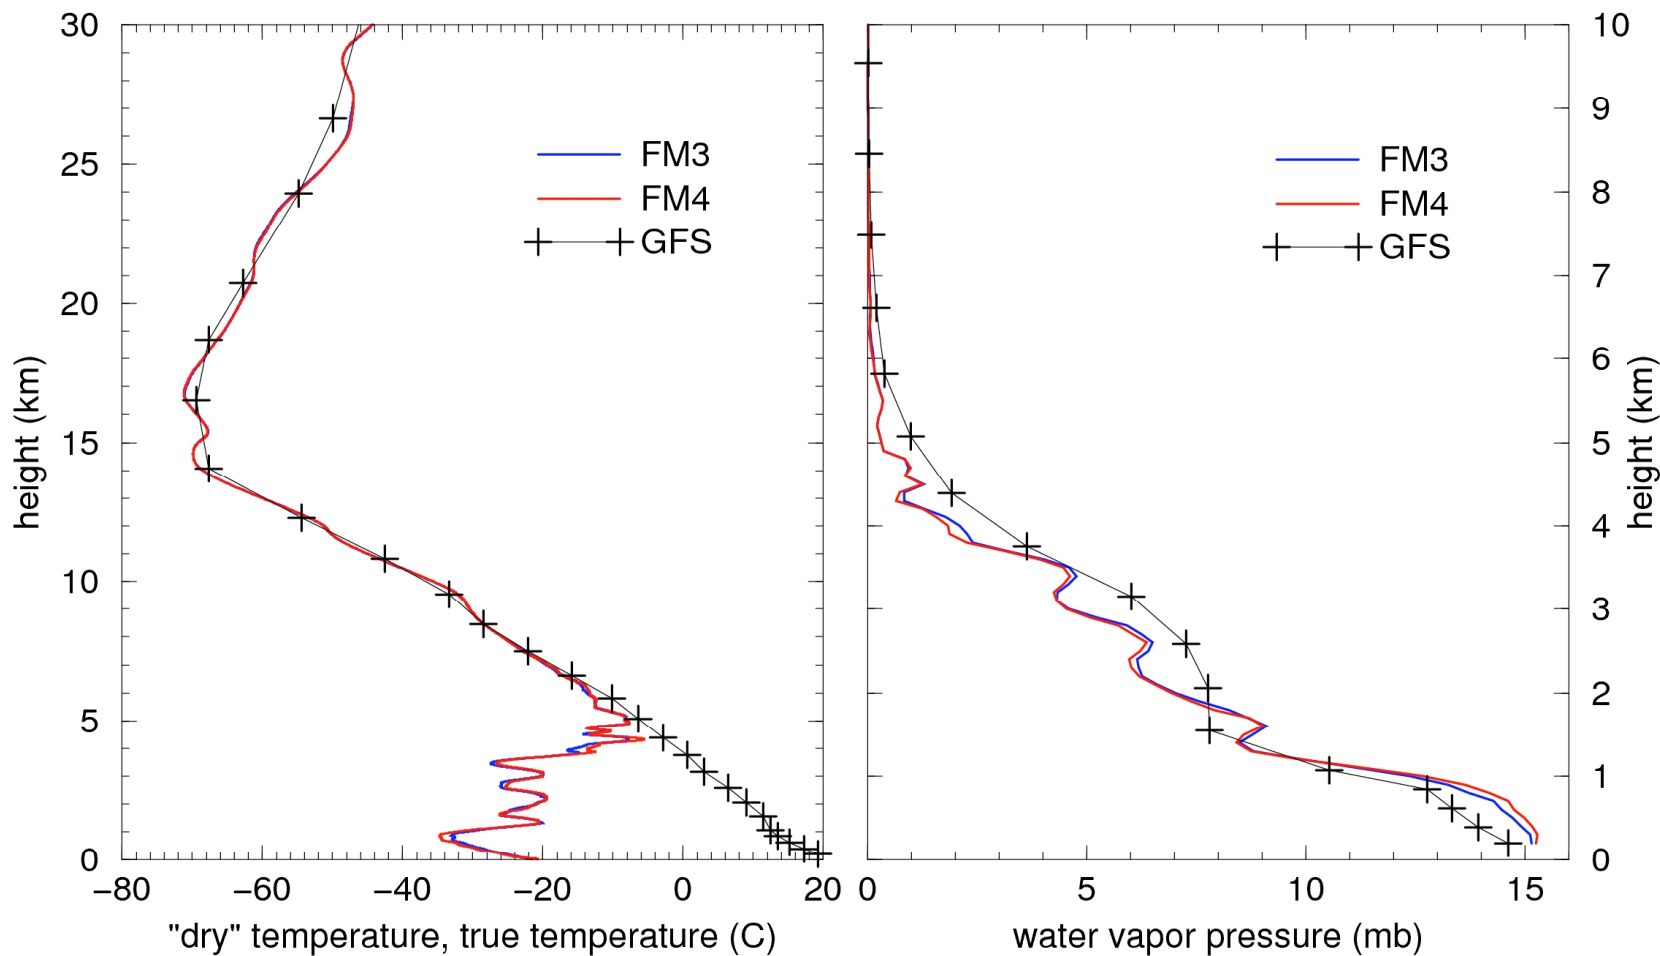 30
25
20
15
10
5
0
height (km)
−80 −60 −40 −20 0 20
"dry" temperature, true temperature (C)
FM3
FM4
GFS
10
9
8
7
6
5
4
3
2
1
0
height (km)
0 5 10 15
water vapor pressure (mb)
FM3
FM4
GFS